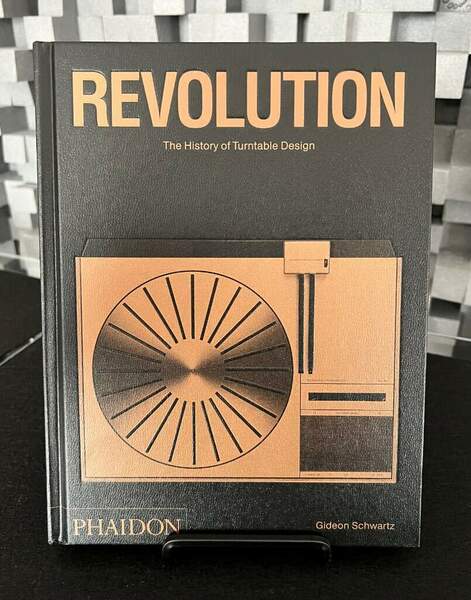 REVOLUTION
The History of Turntable Design
PHAIDON
Gideon Schwartz